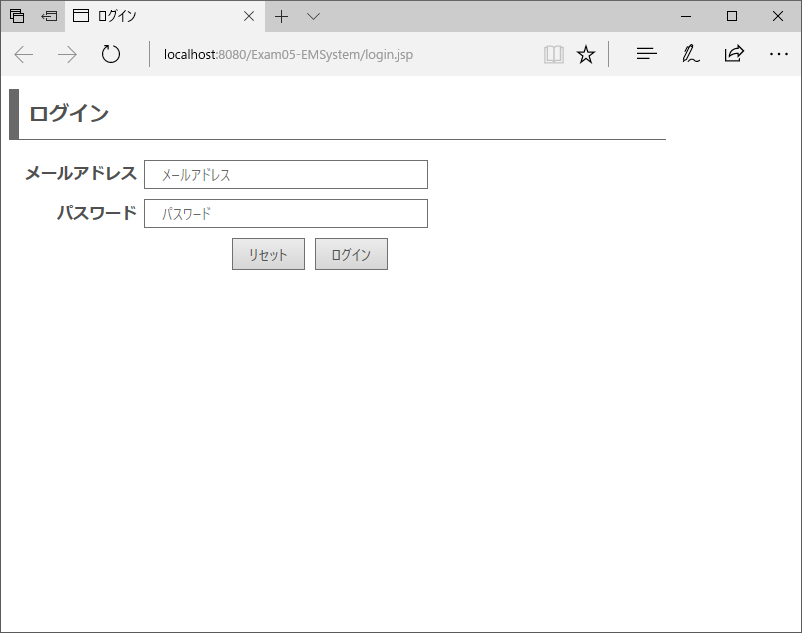 ログイン
localhost:8080/Exam05-EMSystem/login.jsp
ログイン
メールアドレス メールアドレス
パスワード パスワード
リセット ログイン